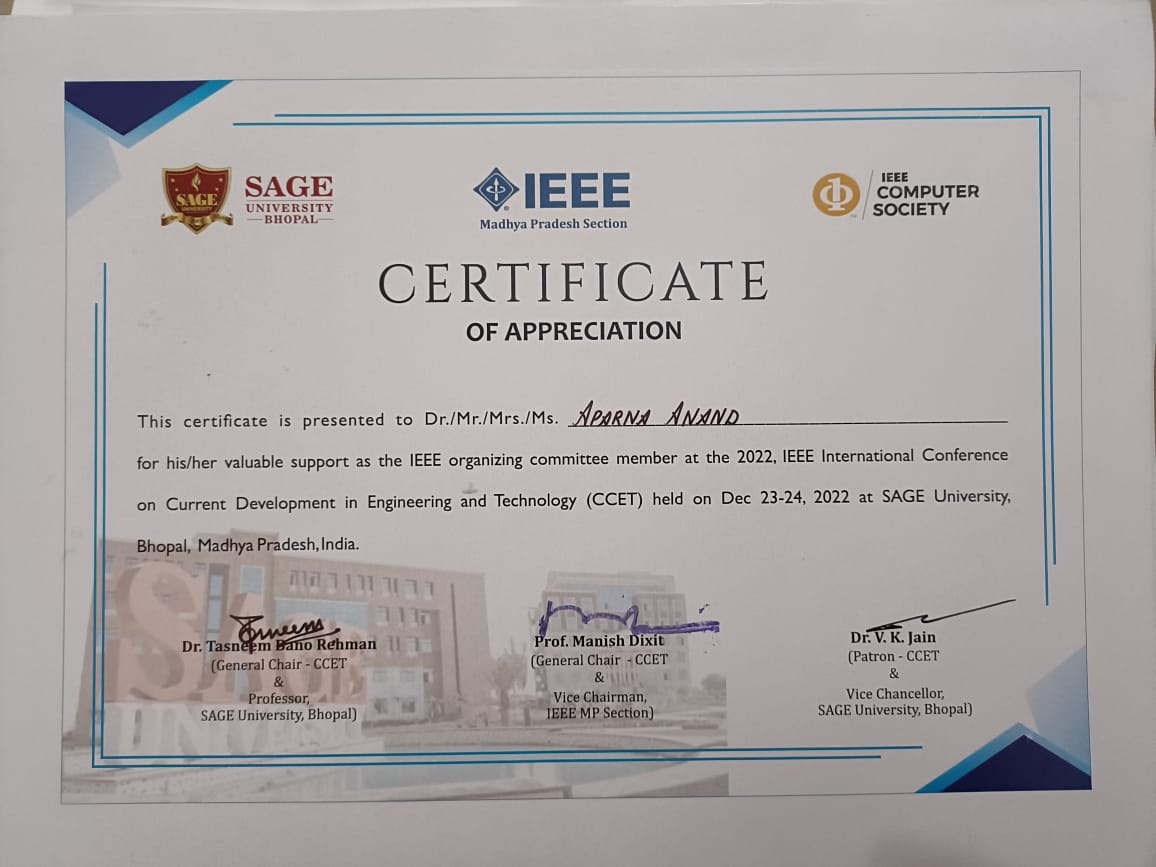 SAGE
UNIVERSITY
SAGE
UNIVERSITY
BHOPAL
IEEE
Madhya Pradesh Section
IEEE
COMPUTER
SOCIETY
CERTIFICATE
OF APPRECIATION
This certificate is presented to Dr./Mr./Mrs./Ms. APARNA ANAND
for his/her valuable support as the IEEE organizing committee member at the 2022, IEEE International Conference
on Current Development in Engineering and Technology (CCET) held on Dec 23-24, 2022 at SAGE University,
Bhopal, Madhya Pradesh,India.
SAGE
UNIVERSITY
Dr. Tasneem Bano Rehman
(General Chair - CCET
&
Professor,
SAGE University, Bhopal)
Prof. Manish Dixit
(General Chair - CCET
&
Vice Chairman,
IEEE MP Section)
Dr. V. K. Jain
(Patron - CCET
&
Vice Chancellor,
SAGE University, Bhopal)